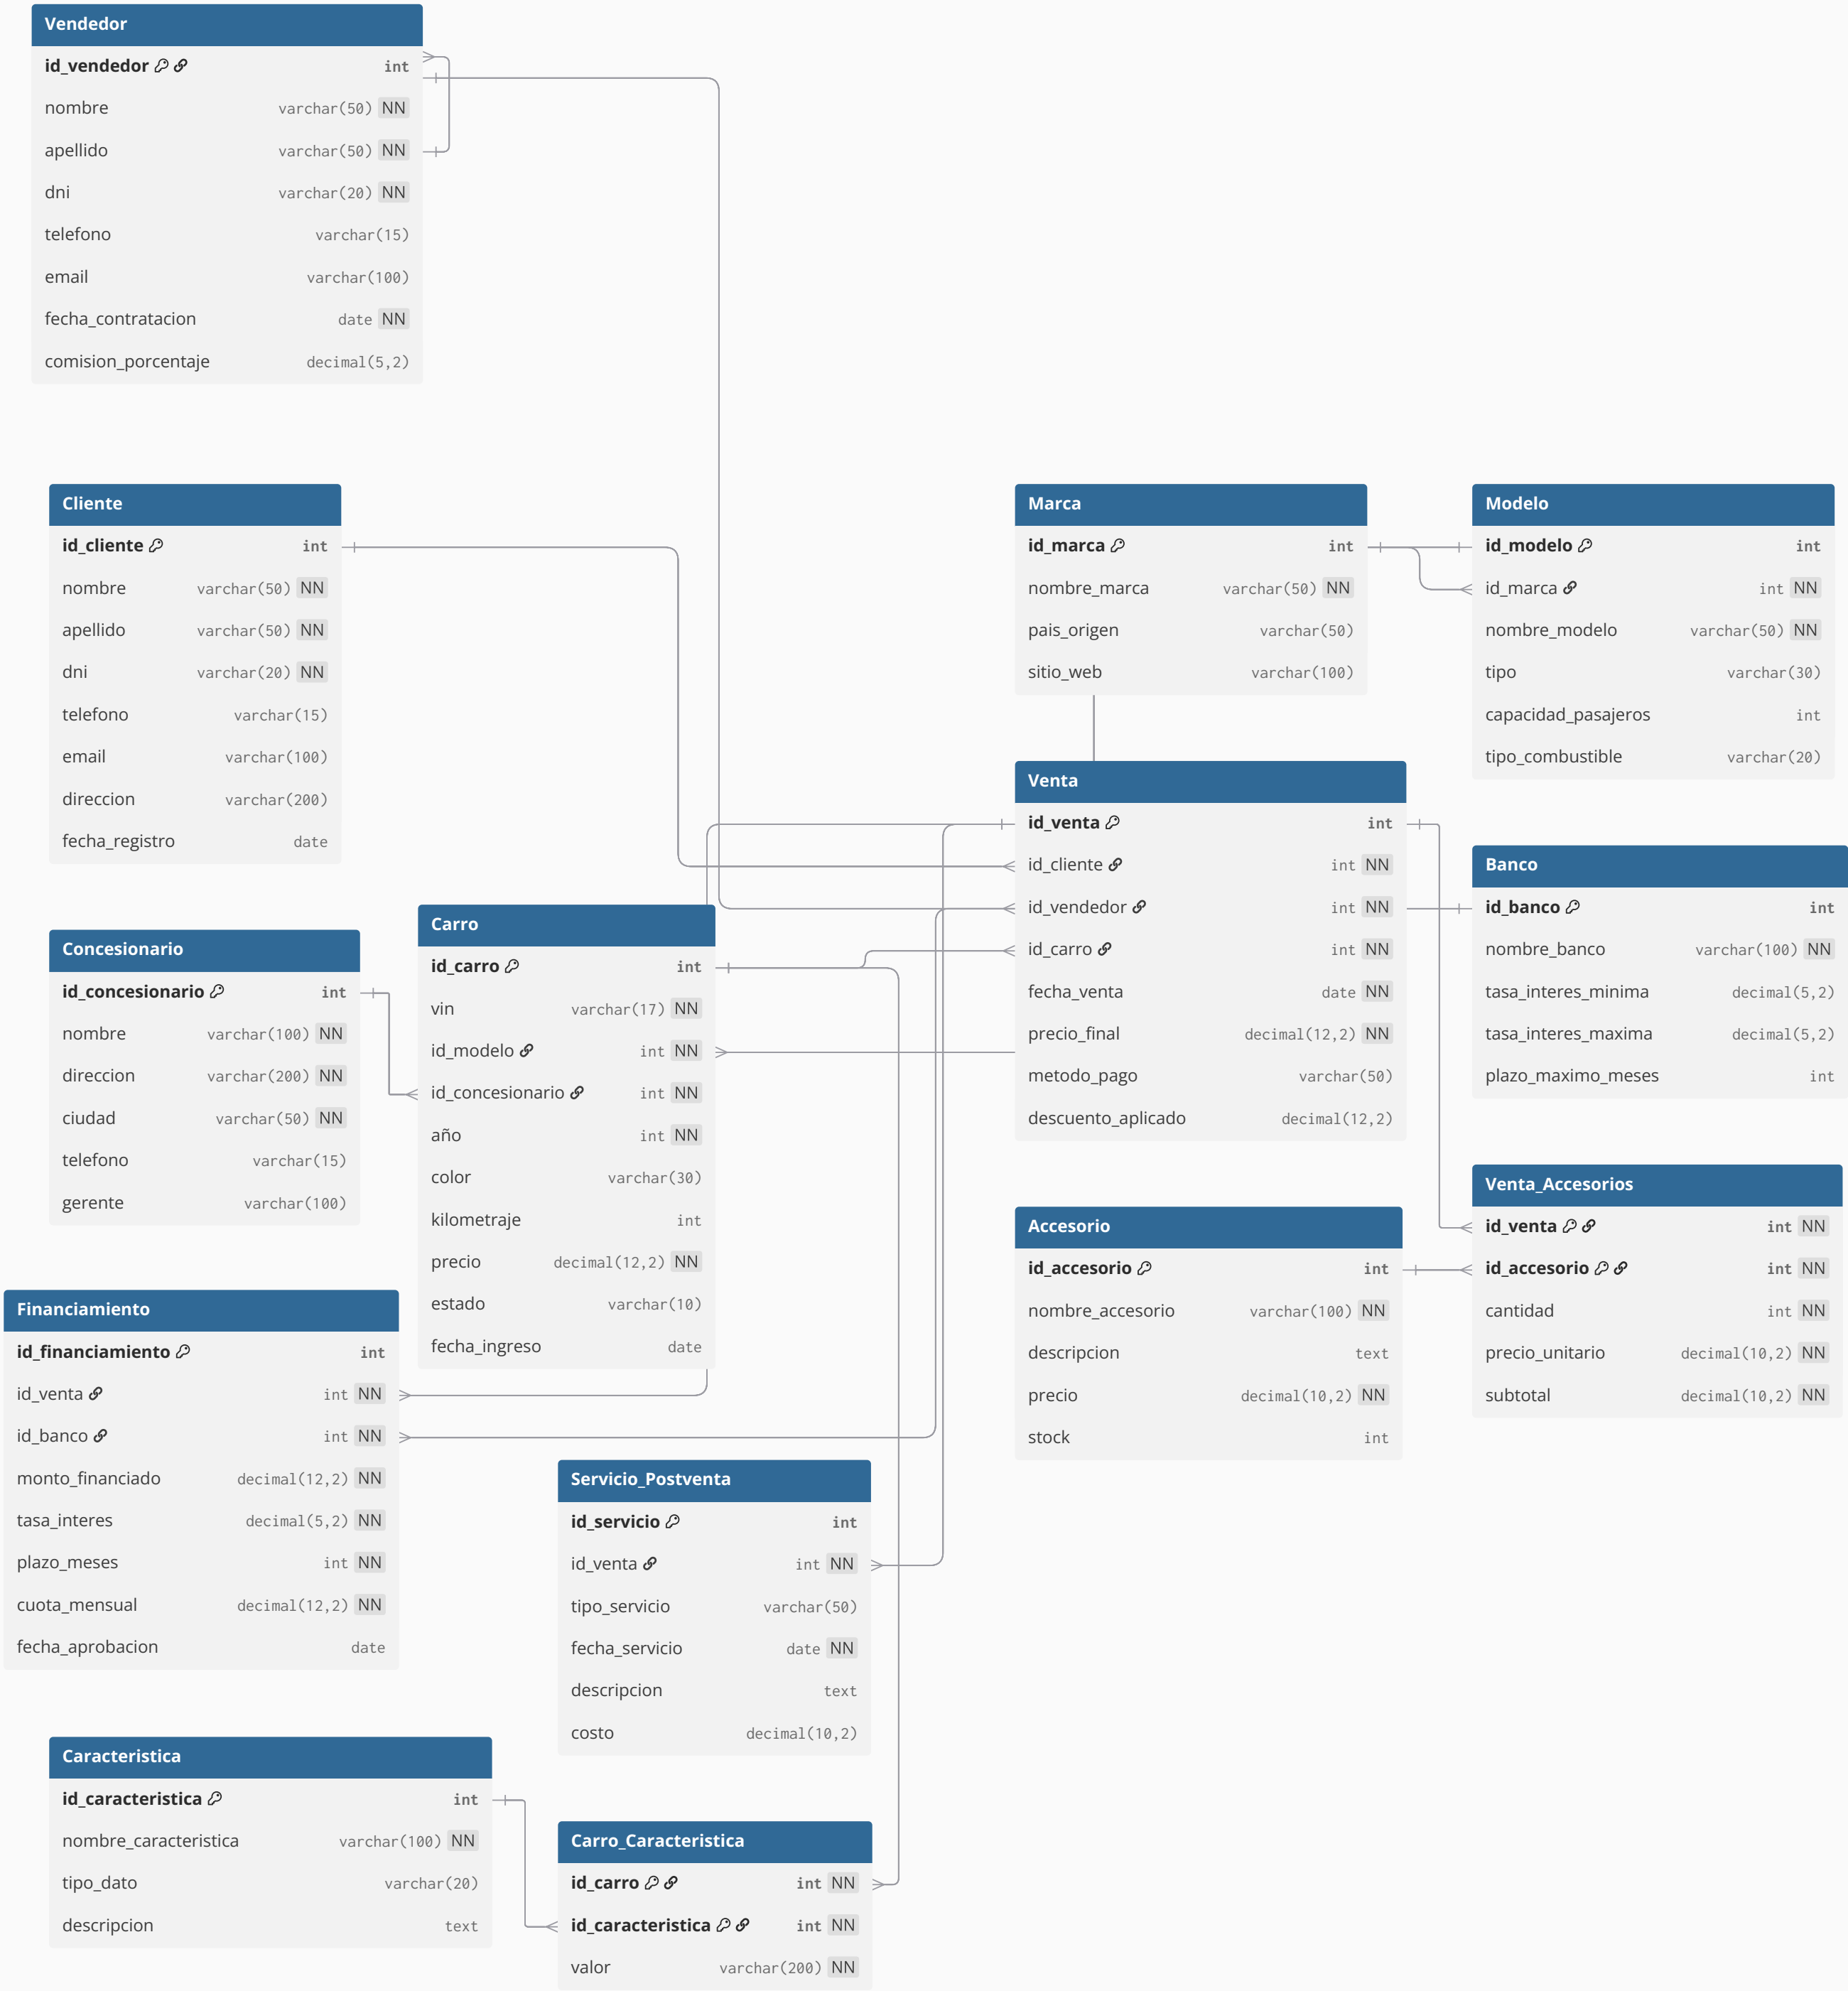 Vendedor
id_vendedor int
nombre varchar(50) NN
apellido varchar(50) NN
dni varchar(20) NN
telefono varchar(15)
email varchar(100)
fecha_contratacion date NN
comision_porcentaje decimal(5,2)
Cliente
id_cliente int
nombre varchar(50) NN
apellido varchar(50) NN
dni varchar(20) NN
telefono varchar(15)
email varchar(100)
direccion varchar(200)
fecha_registro date
Marca
id_marca int
nombre_marca varchar(50) NN
pais_origen varchar(50)
sitio_web varchar(100)
Modelo
id_modelo int
id_marca int NN
nombre_modelo varchar(50) NN
tipo varchar(30)
capacidad_pasajeros int
tipo_combustible varchar(20)
Venta
id_venta int
id_cliente int NN
id_vendedor int NN
id_carro int NN
fecha_venta date NN
precio_final decimal(12,2) NN
metodo_pago varchar(50)
descuento_aplicado decimal(12,2)
Banco
id_banco int
nombre_banco varchar(100) NN
tasa_interes_minima decimal(5,2)
tasa_interes_maxima decimal(5,2)
plazo_maximo_meses int
Concesionario
id_concesionario int
nombre varchar(100) NN
direccion varchar(200) NN
ciudad varchar(50) NN
telefono varchar(15)
gerente varchar(100)
Carro
id_carro int
vin varchar(17) NN
id_modelo int NN
id_concesionario int NN
año int NN
color varchar(30)
kilometraje int
precio decimal(12,2) NN
estado varchar(10)
fecha_ingreso date
Accesorio
id_accesorio int
nombre_accesorio varchar(100) NN
descripcion text
precio decimal(10,2) NN
stock int
Venta_Accesorios
id_venta int NN
id_accesorio int NN
cantidad int NN
precio_unitario decimal(10,2) NN
subtotal decimal(10,2) NN
Financiamiento
id_financiamiento int
id_venta int NN
id_banco int NN
monto_financiado decimal(12,2) NN
tasa_interes decimal(5,2) NN
plazo_meses int NN
cuota_mensual decimal(12,2) NN
fecha_aprobacion date
Servicio_Postventa
id_servicio int
id_venta int NN
tipo_servicio varchar(50)
fecha_servicio date NN
descripcion text
costo decimal(10,2)
Caracteristica
id_caracteristica int
nombre_caracteristica varchar(100) NN
tipo_dato varchar(20)
descripcion text
Carro_Caracteristica
id_carro int NN
id_caracteristica int NN
valor varchar(200) NN